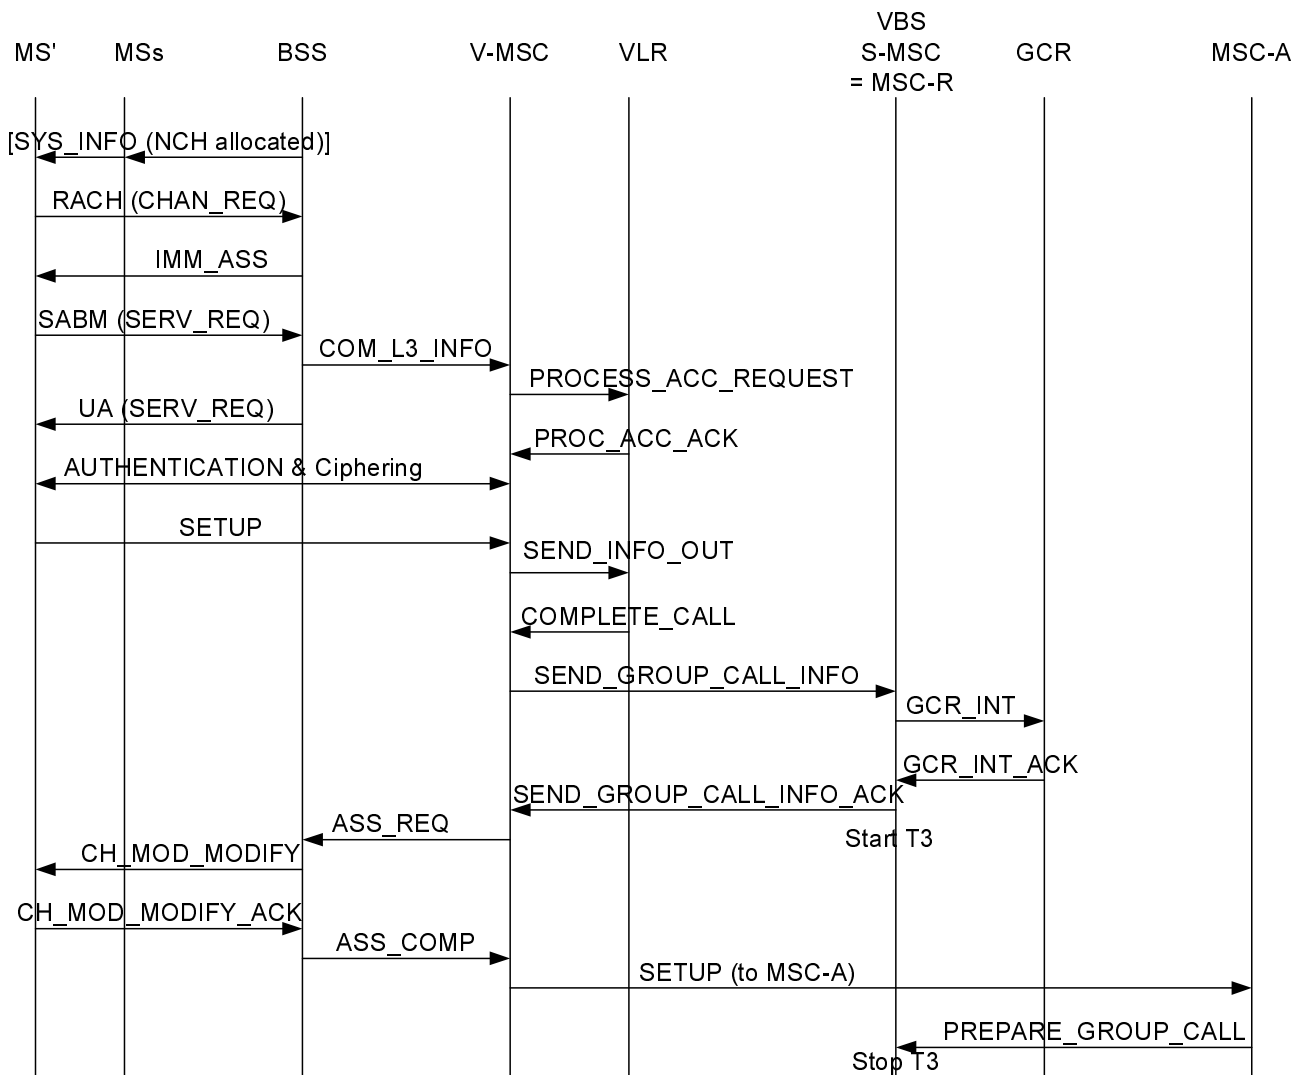 VBS
MS' MSs BSS V-MSC VLR S-MSC GCR MSC-A
= MSC-R
[SYS_INFO (NCH allocated)]
RACH (CHAN_REQ)
IMM_ASS
SABM (SERV_REQ)
COM_L3_INFO
PROCESS_ACC_REQUEST
UA (SERV_REQ)
PROC_ACC_ACK
AUTHENTICATION & Ciphering
SETUP
SEND_INFO_OUT
COMPLETE_CALL
SEND_GROUP_CALL_INFO
GCR_INT
GCR_INT_ACK
SEND_GROUP_CALL_INFO_ACK
ASS_REQ
Start T3
CH_MOD_MODIFY
CH_MOD_MODIFY_ACK
ASS_COMP
SETUP (to MSC-A)
PREPARE_GROUP_CALL
Stop T3